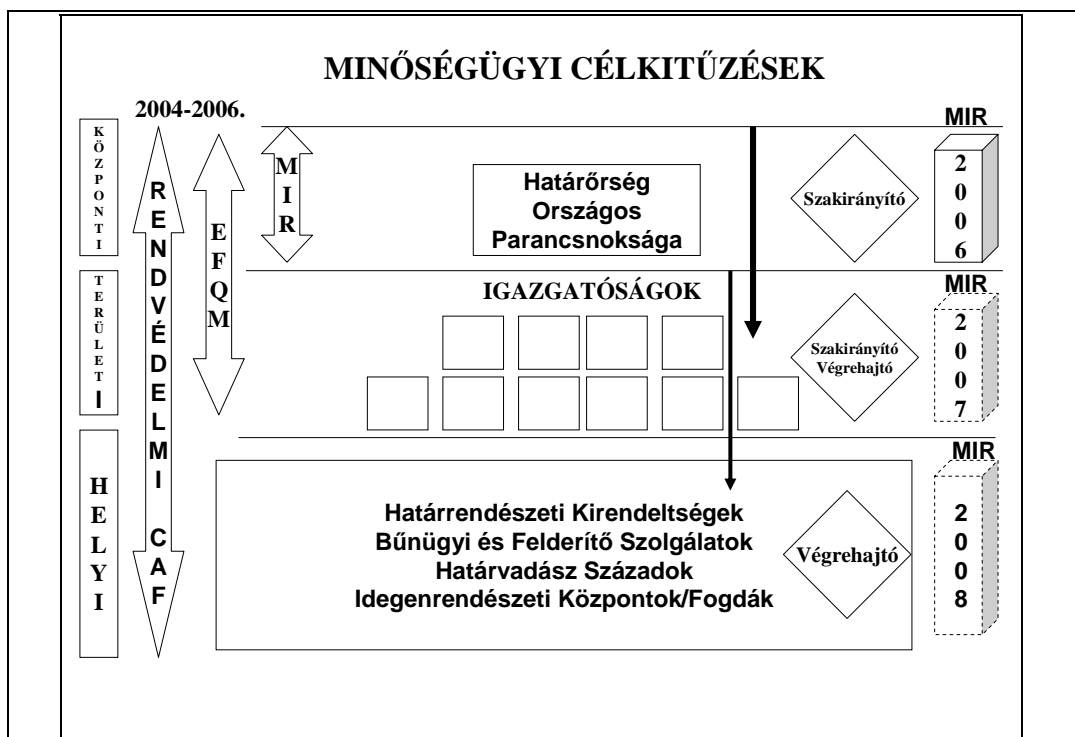 MINŐSÉGÜGYI CÉLKITŰZÉSEK
2004-2006.
KÖZPONTI
RENDVÉDELMI CAF
EFQM
MIR
Határőrség
Országos
Parancsnoksága
Szakirányító
MIR
2006
TERÜLETI
IGAZGATÓSÁGOK
Szakirányító
Végrehajtó
MIR
2007
HELYI
Határrendészeti Kirendeltségek
Bűnügyi és Felderítő Szolgálatok
Határvadász Századok
Idegenrendészeti Központok/Fogdák
Végrehajtó
MIR
2008